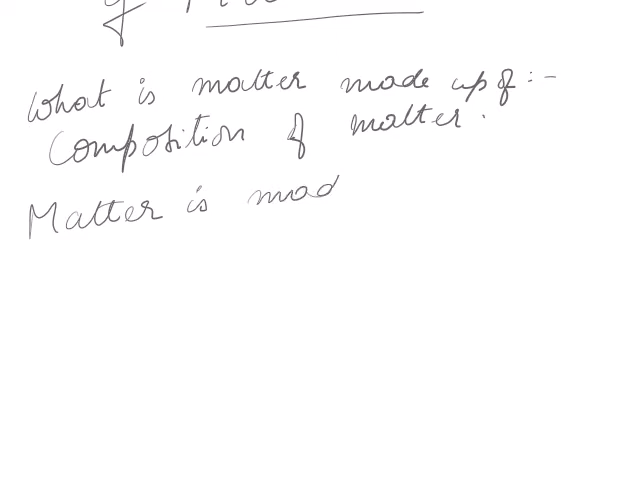 What is matter made up of :-
Composition of matter.
Matter is mad